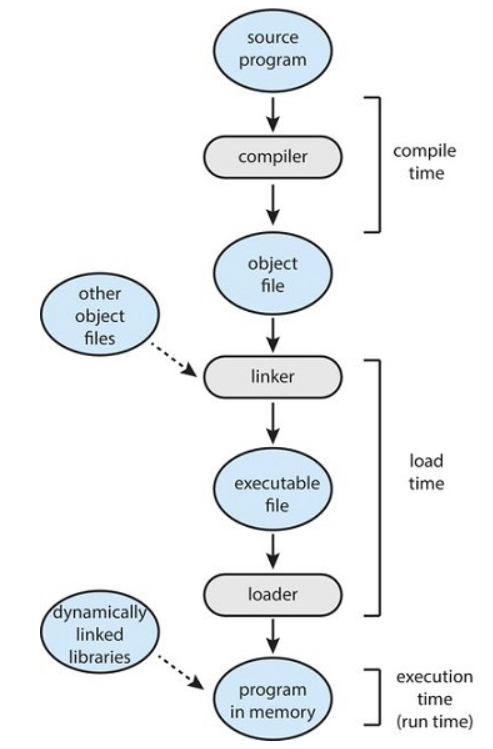 source
program
compiler
compile
time
object
file
other
object
files
linker
load
time
executable
file
loader
dynamically
linked
libraries
program
in memory
execution
time
(run time)